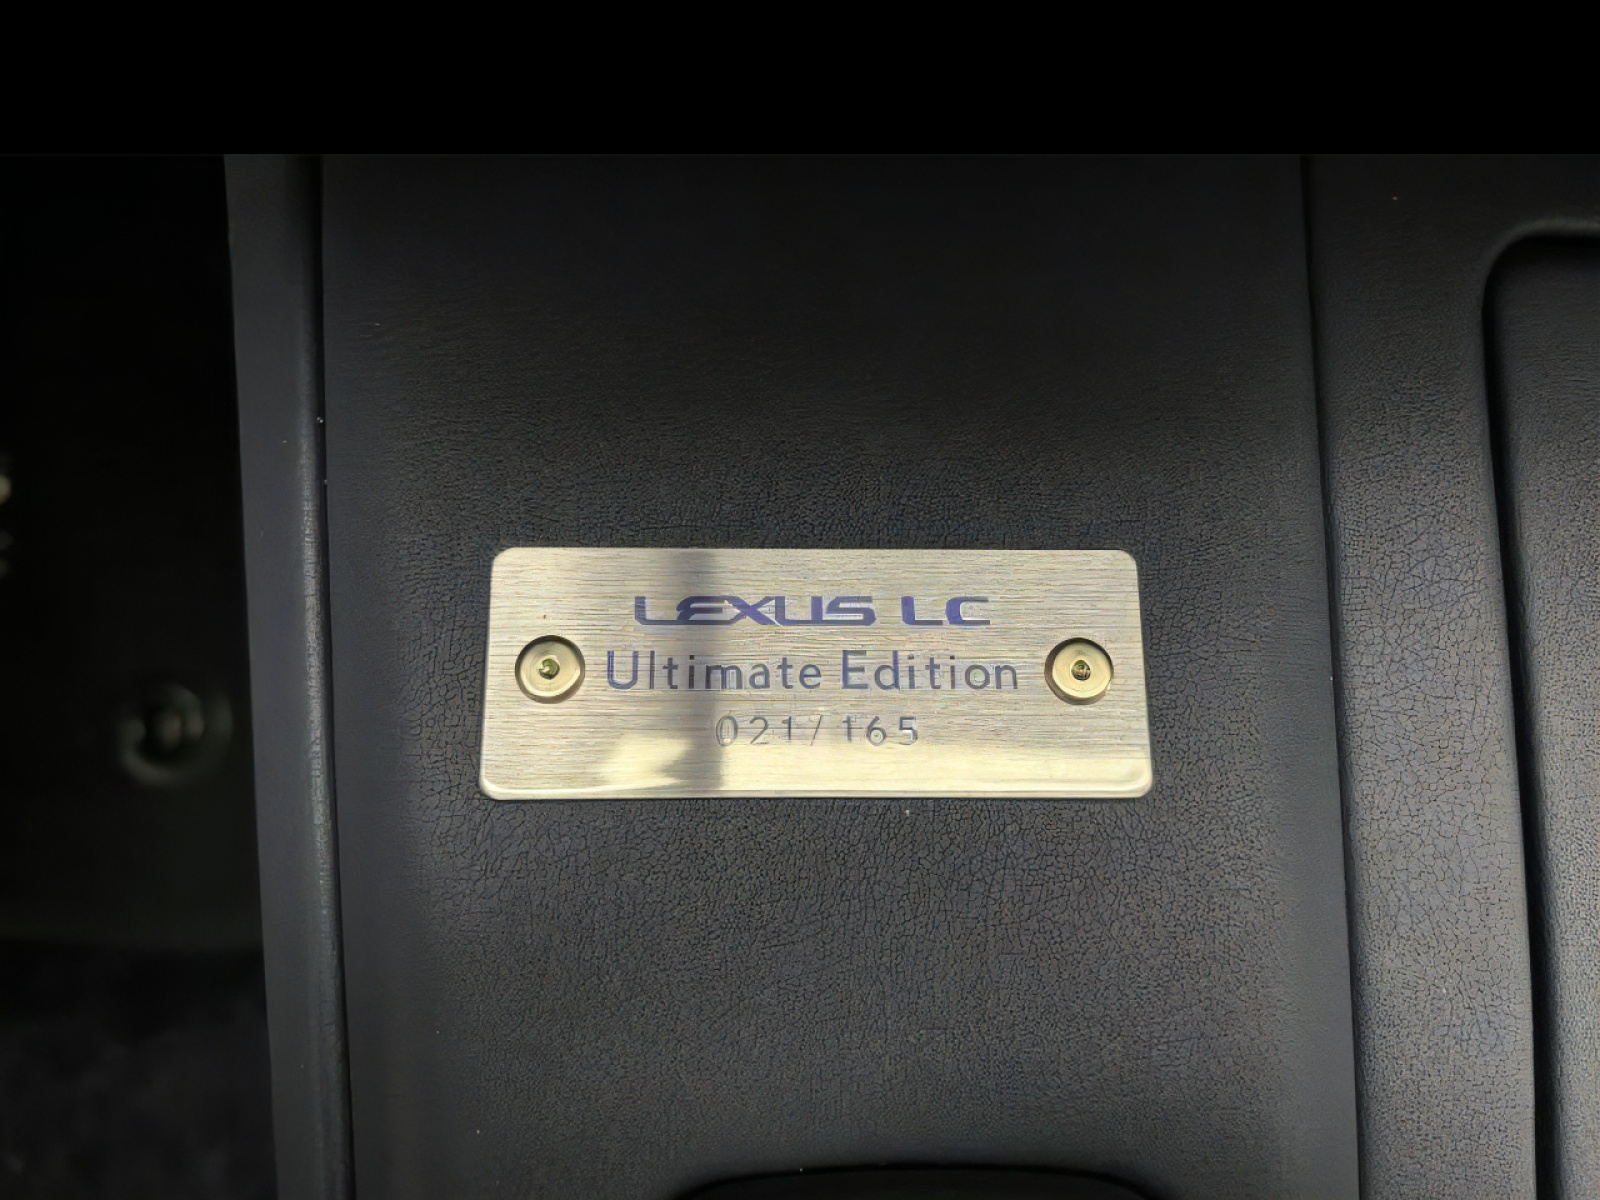 LEXUS LC
Ultimate Edition
021/165